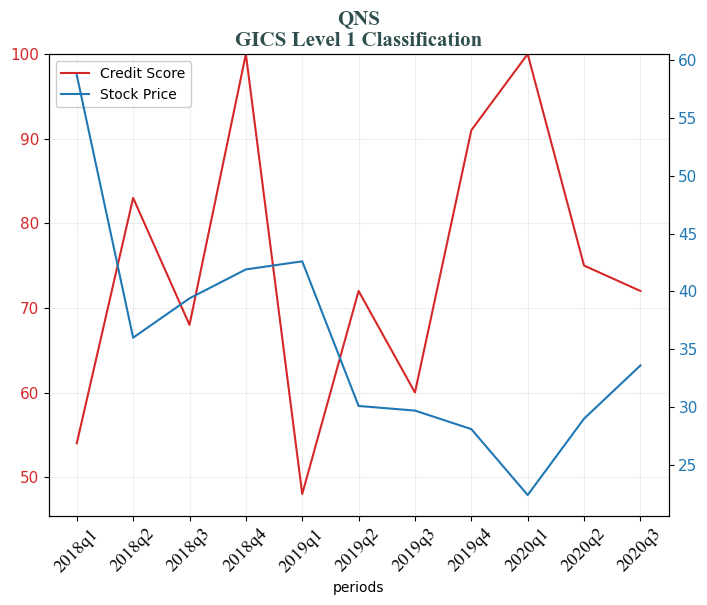 QNS
GICS Level 1 Classification
Credit Score
Stock Price
100
90
80
70
60
50
60
55
50
45
40
35
30
25
2018q1
2018q2
2018q3
2018q4
2019q1
2019q2
2019q3
2019q4
2020q1
2020q2
2020q3
periods